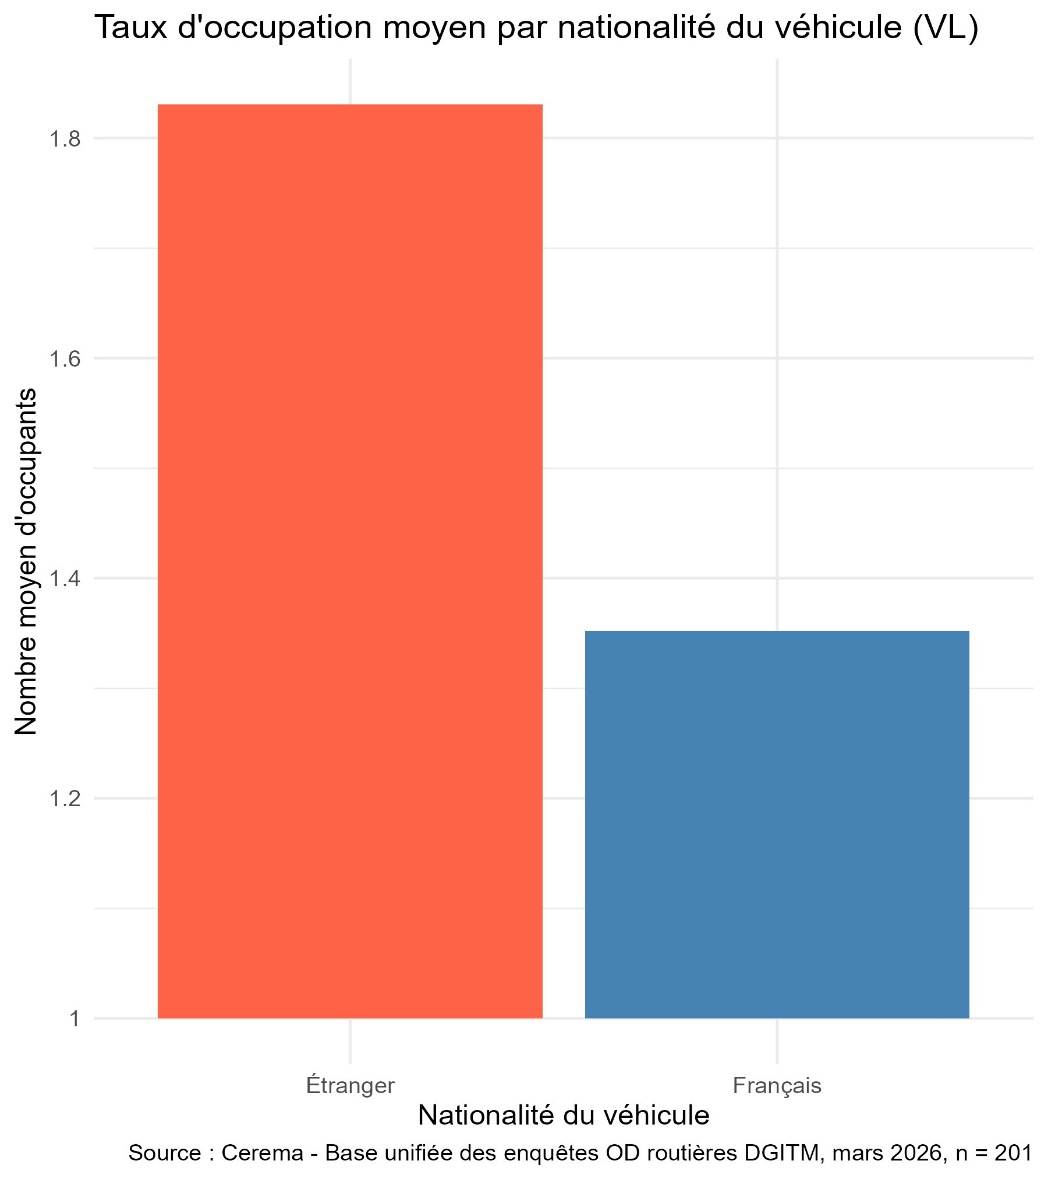 Taux d'occupation moyen par nationalité du véhicule (VL)
Nombre moyen d'occupants
1.8
1.6
1.4
1.2
1
Étranger Français
Nationalité du véhicule
Source : Cerema - Base unifiée des enquêtes OD routières DGITM, mars 2026, n = 201